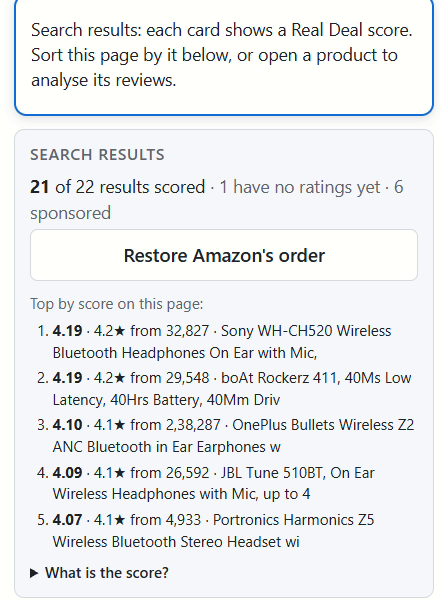 Search results: each card shows a Real Deal score.
Sort this page by it below, or open a product to
analyse its reviews.
SEARCH RESULTS
21 of 22 results scored · 1 have no ratings yet · 6
sponsored
Restore Amazon's order
Top by score on this page:
1. 4.19 · 4.2★ from 32,827 · Sony WH-CH520 Wireless
Bluetooth Headphones On Ear with Mic,
2. 4.19 · 4.2★ from 29,548 · boAt Rockerz 411, 40Ms Low
Latency, 40Hrs Battery, 40Mm Driv
3. 4.10 · 4.1★ from 2,38,287 · OnePlus Bullets Wireless Z2
ANC Bluetooth in Ear Earphones w
4. 4.09 · 4.1★ from 26,592 · JBL Tune 510BT, On Ear
Wireless Headphones with Mic, up to 4
5. 4.07 · 4.1★ from 4,933 · Portronics Harmonics Z5
Wireless Bluetooth Stereo Headset wi
▶ What is the score?